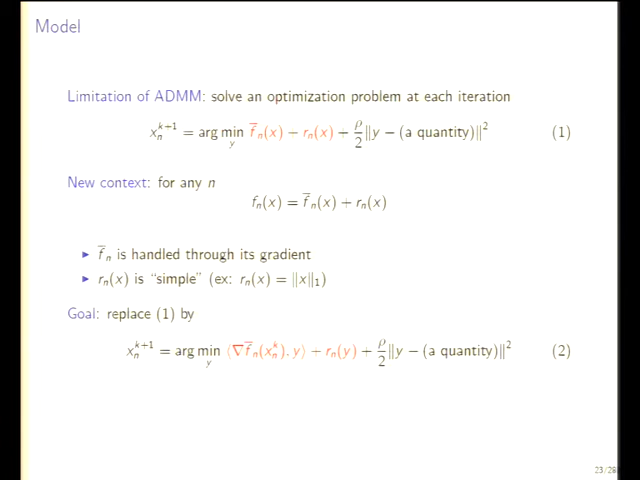 Model
Limitation of ADMM: solve an optimization problem at each iteration
x_n^{k+1} = arg min_y f̅_n(x) − r_n(x) + ρ/2 ‖y − (a quantity)‖² (1)
New context: for any n
f_n(x) = f̅_n(x) + r_n(x)
▶ f̅_n is handled through its gradient
▶ r_n(x) is “simple” (ex: r_n(x) = ‖x‖₁)
Goal: replace (1) by
x_n^{k+1} = arg min_y ⟨∇f̅_n(x_n^k), y⟩ + r_n(y) + ρ/2 ‖y − (a quantity)‖² (2)
23/28